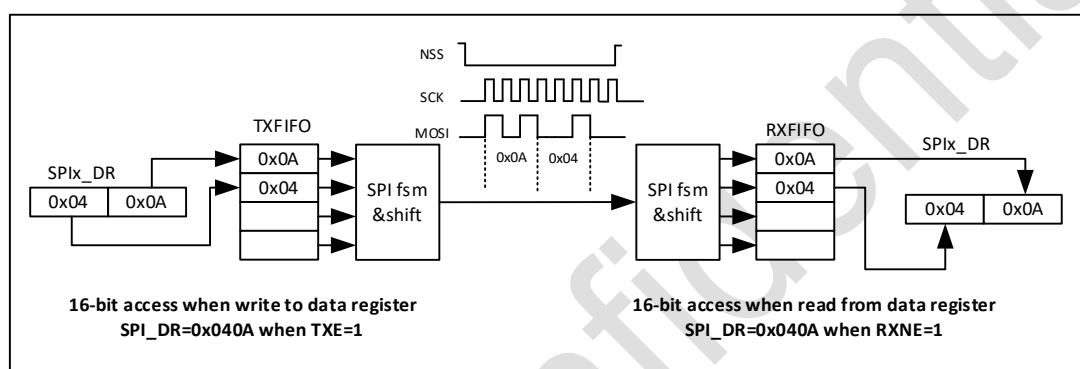 NSS
SCK
MOSI
0x0A 0x04
TXFIFO
0x0A
0x04
SPIx_DR
0x04 0x0A
SPI fsm
&shift
SPI fsm
&shift
RXFIFO
0x0A
0x04
SPIx_DR
0x04 0x0A
16-bit access when write to data register
SPI_DR=0x040A when TXE=1
16-bit access when read from data register
SPI_DR=0x040A when RXNE=1